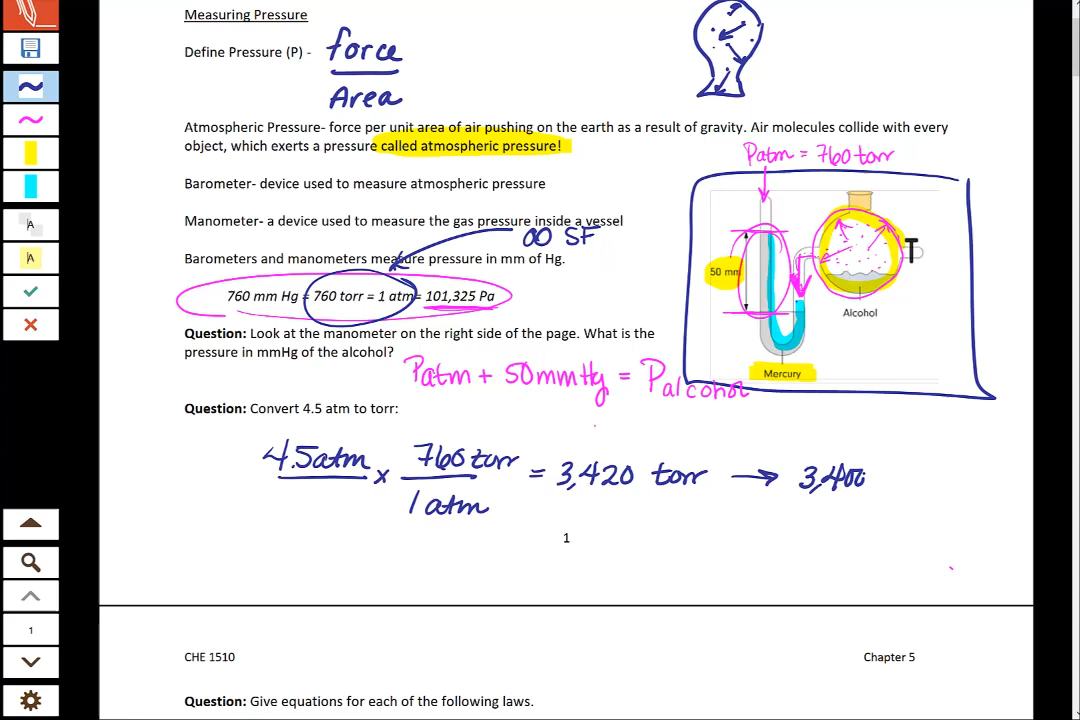 Measuring Pressure
Define Pressure (P) - force
Area
Atmospheric Pressure- force per unit area of air pushing on the earth as a result of gravity. Air molecules collide with every
object, which exerts a pressure called atmospheric pressure!
Patm = 760 torr
Barometer- device used to measure atmospheric pressure
Manometer- a device used to measure the gas pressure inside a vessel
∞ SF
Barometers and manometers measure pressure in mm of Hg.
50 mm
760 mm Hg = 760 torr = 1 atm= 101,325 Pa
Alcohol
Question: Look at the manometer on the right side of the page. What is the
pressure in mmHg of the alcohol?
Mercury
Patm + 50mmHg = Palcohol
Question: Convert 4.5 atm to torr:
4.5atm x 760 torr = 3,420 torr → 3,400
1 atm
1
CHE 1510 Chapter 5
Question: Give equations for each of the following laws.
A
A
1